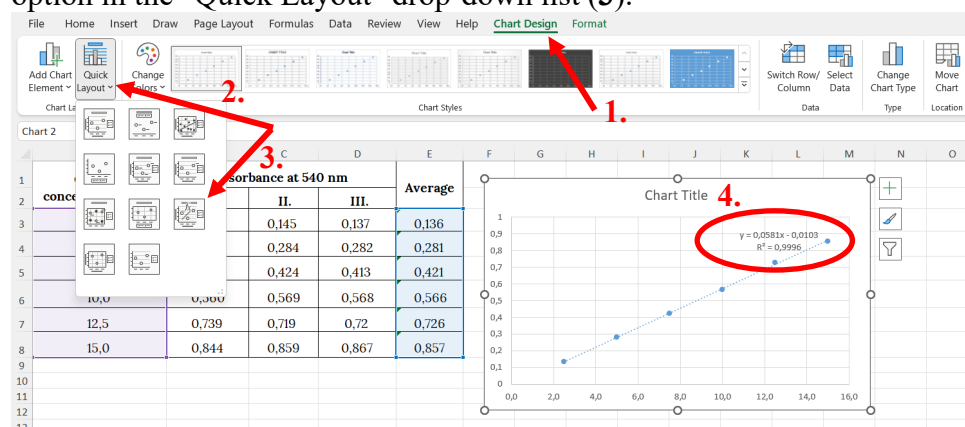 option in the "Quick Layout" drop-down list (3).
File Home Insert Draw Page Layout Formulas Data Review View Help Chart Design Format
Add Chart Element Quick Layout Change Colors
Switch Row/ Column Select Data Change Chart Type Move Chart
2.
1.
Chart La Chart Styles Data Type Location
Chart 2
3.
C D E F G H I J K L M N O
1 sorbance at 540 nm Average
2 conce II. III.
3 0,145 0,137 0,136
4 0,284 0,282 0,281
5 0,424 0,413 0,421
6 10,0 0,560 0,569 0,568 0,566
7 12,5 0,739 0,719 0,72 0,726
8 15,0 0,844 0,859 0,867 0,857
9
10
11
12
Chart Title 4.
y = 0,0581x - 0,0103
R² = 0,9996
1
0,9
0,8
0,7
0,6
0,5
0,4
0,3
0,2
0,1
0
0,0 2,0 4,0 6,0 8,0 10,0 12,0 14,0 16,0